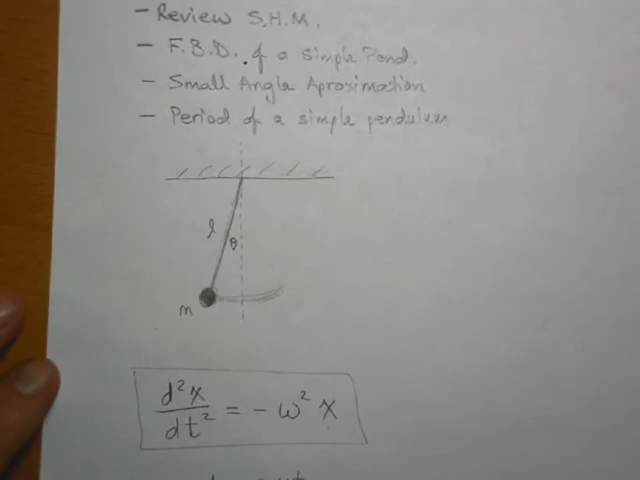 - Review S.H.M.
- F.B.D. of a simple Pend.
- Small Angle Aproximation
- Period of a simple pendulum
l
θ
m
d²x/dt² = - ω² x